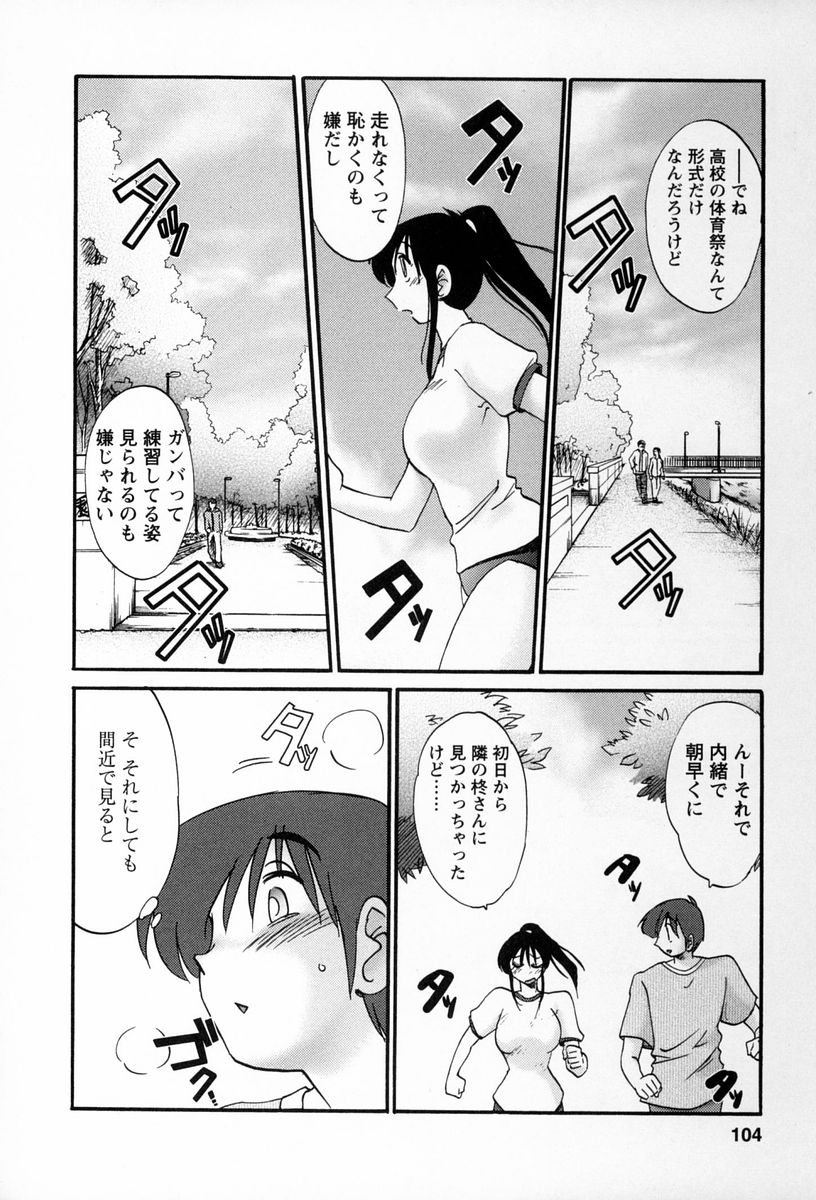 ――でね
高校の体育祭なんて
形式だけ
なんだろうけど
タッ
タッ
走れなくって
恥かくのも
嫌だし
タッ
タッ
タッ
ガンバって
練習してる姿
見られるのも
嫌じゃない
タッ
んーそれで
内緒で
朝早くに
初日から
隣の柊さんに
見つかっちゃった
けど……
タッ
タッ
タッ
タッ
そ それにしても
間近で見ると
デカ…
104